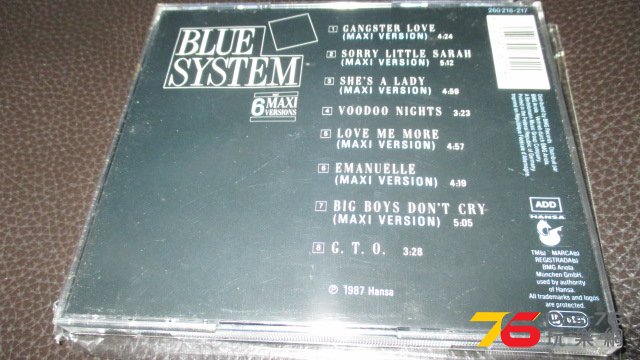 260 216-217
BLUE
SYSTEM
6 MAXI
VERSIONS
1 GANGSTER LOVE
(MAXI VERSION) 4:24
2 SORRY LITTLE SARAH
(MAXI VERSION) 5:12
3 SHE'S A LADY
(MAXI VERSION) 4:59
4 VOODOO NIGHTS 3:23
5 LOVE ME MORE
(MAXI VERSION) 4:57
6 EMANUELLE
(MAXI VERSION) 4:19
7 BIG BOYS DON'T CRY
(MAXI VERSION) 5:05
8 G. T. O. 3:28
℗ 1987 Hansa
ADD
HANSA
TM(s) MARCA(s)
REGISTRADA(s)
BMG Ariola
München GmbH,
used by authority
of Hansa.
All trademarks and logos
are protected.
76